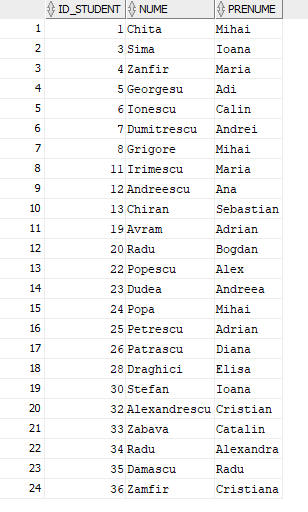 ID_STUDENT NUME PRENUME
1 1 Chita Mihai
2 3 Sima Ioana
3 4 Zanfir Maria
4 5 Georgesu Adi
5 6 Ionescu Calin
6 7 Dumitrescu Andrei
7 8 Grigore Mihai
8 11 Irimescu Maria
9 12 Andreescu Ana
10 13 Chiran Sebastian
11 19 Avram Adrian
12 20 Radu Bogdan
13 22 Popescu Alex
14 23 Dudea Andreea
15 24 Popa Mihai
16 25 Petrescu Adrian
17 26 Patrascu Diana
18 28 Draghici Elisa
19 30 Stefan Ioana
20 32 Alexandrescu Cristian
21 33 Zabava Catalin
22 34 Radu Alexandra
23 35 Damascu Radu
24 36 Zamfir Cristiana